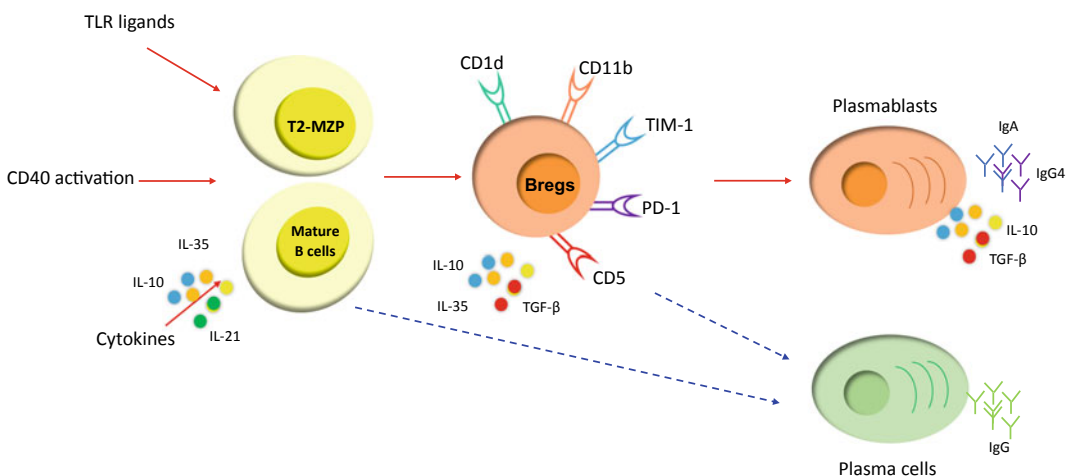 TLR ligands
CD40 activation
IL-35
IL-10
Cytokines
IL-21
T2-MZP
Mature
B cells
CD1d
CD11b
TIM-1
Bregs
PD-1
CD5
IL-10
IL-35
TGF-β
Plasmablasts
IgA
IgG4
IL-10
TGF-β
IgG
Plasma cells